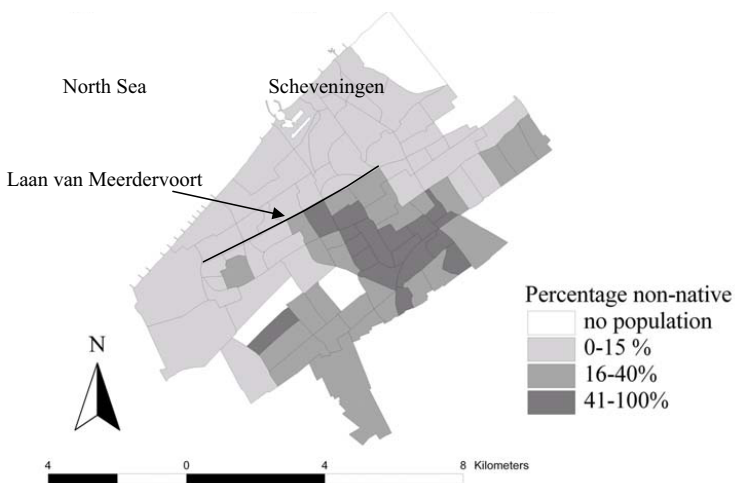 North Sea
Scheveningen
Laan van Meerdervoort
Percentage non-native
no population
0-15 %
16-40%
41-100%
N
4 0 4 8 Kilometers